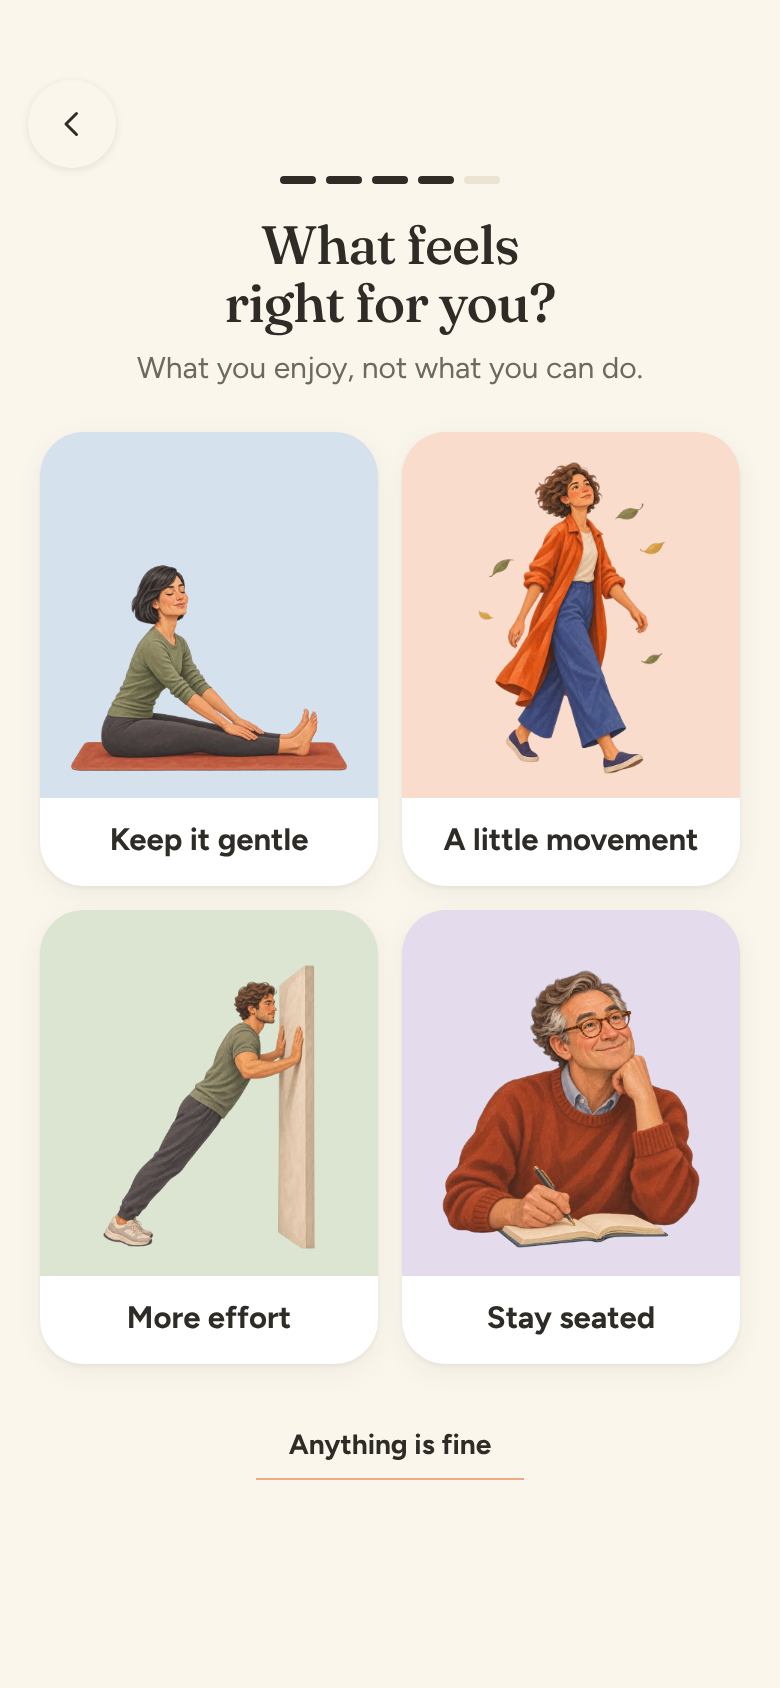 What feels
right for you?
What you enjoy, not what you can do.
Keep it gentle
A little movement
More effort
Stay seated
Anything is fine